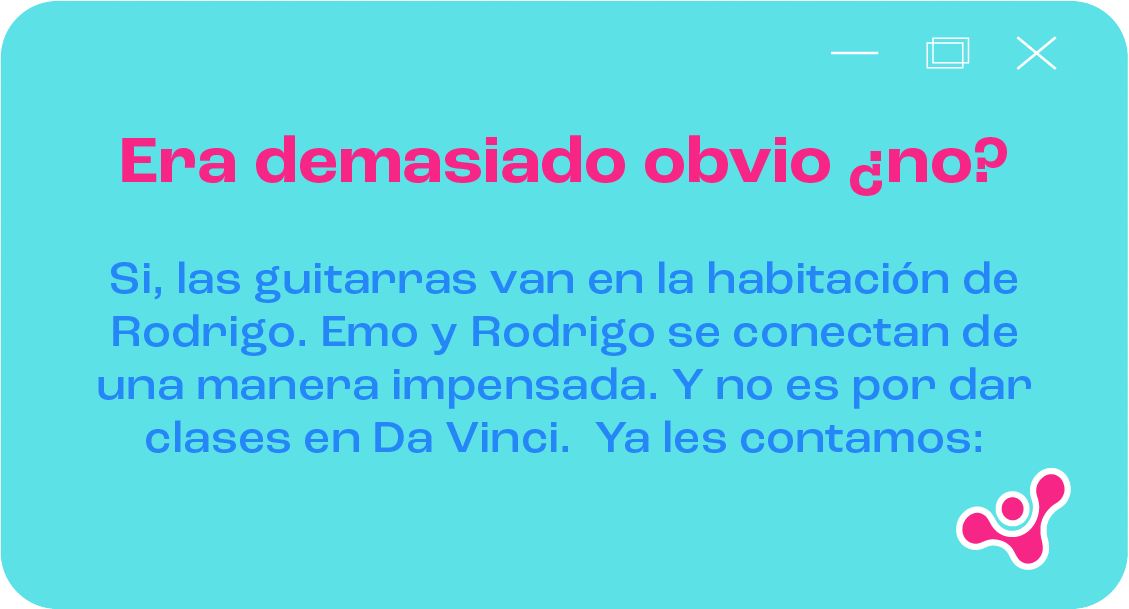 Era demasiado obvio ¿no?
Si, las guitarras van en la habitación de
Rodrigo. Emo y Rodrigo se conectan de
una manera impensada. Y no es por dar
clases en Da Vinci.  Ya les contamos: